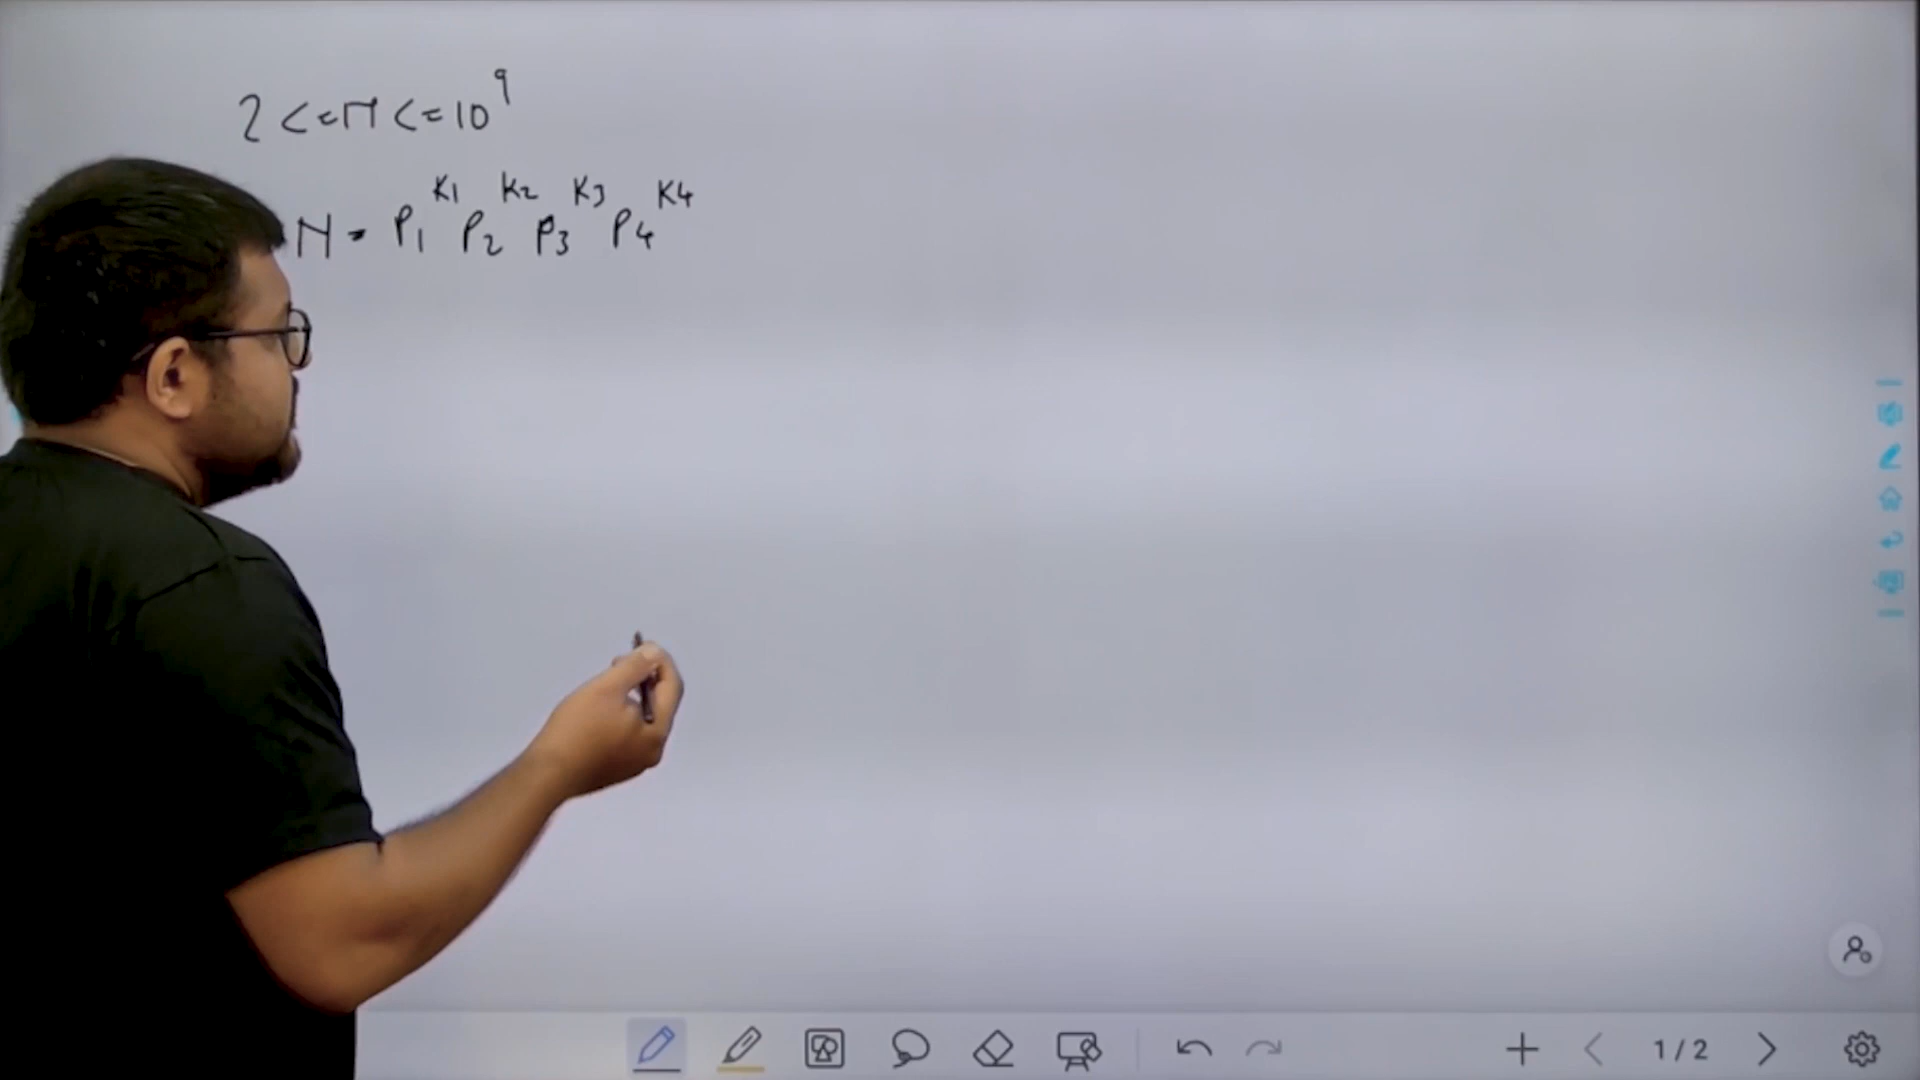 2 <= N <= 10^9
N = P1^K1 P2^K2 P3^K3 P4^K4
1/2